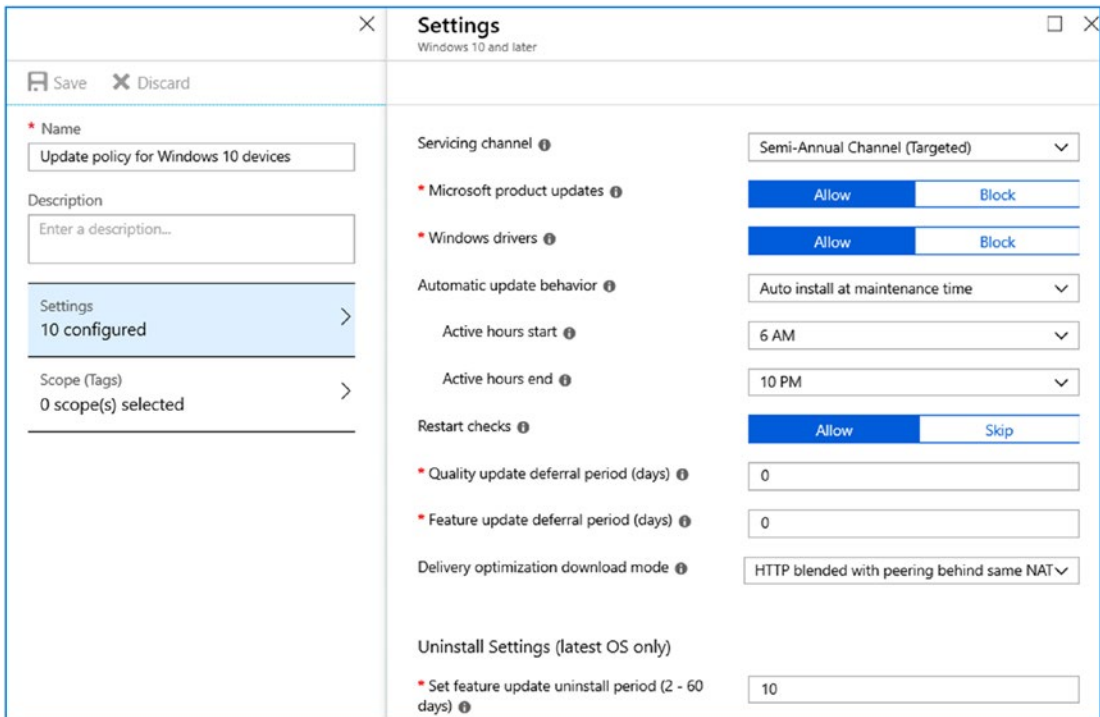 Save Discard
* Name
Update policy for Windows 10 devices
Description
Enter a description...
Settings
10 configured
Scope (Tags)
0 scope(s) selected
Settings
Windows 10 and later
Servicing channel
Semi-Annual Channel (Targeted)
* Microsoft product updates
Allow Block
* Windows drivers
Allow Block
Automatic update behavior
Auto install at maintenance time
Active hours start
6 AM
Active hours end
10 PM
Restart checks
Allow Skip
* Quality update deferral period (days)
0
* Feature update deferral period (days)
0
Delivery optimization download mode
HTTP blended with peering behind same NAT
Uninstall Settings (latest OS only)
* Set feature update uninstall period (2 - 60
days)
10